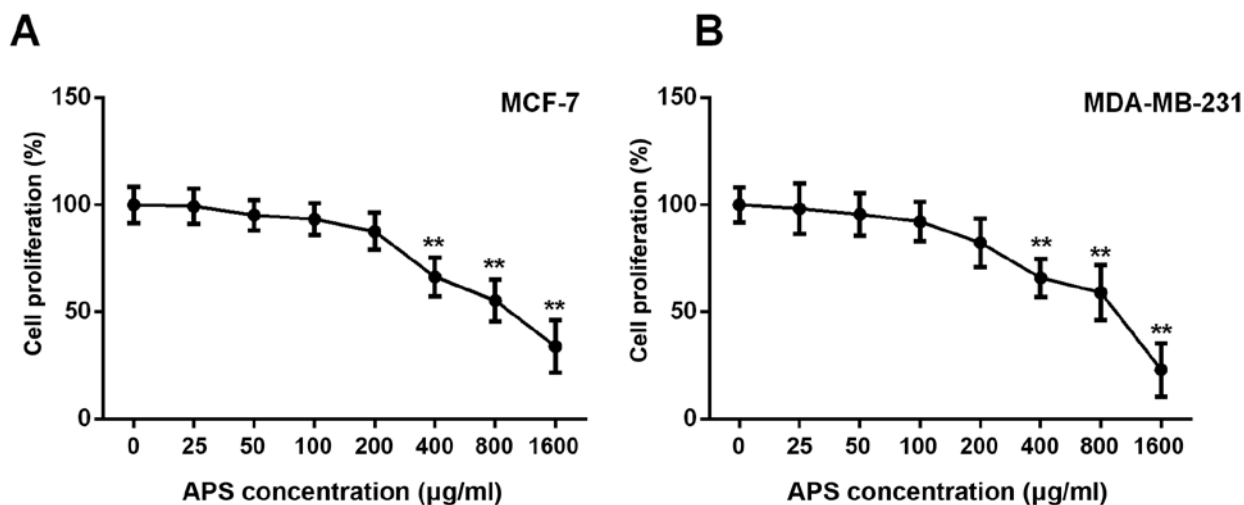 A
MCF-7
150
100
50
0
Cell proliferation (%)
**
**
**
0 25 50 100 200 400 800 1600
APS concentration (µg/ml)
B
MDA-MB-231
150
100
50
0
Cell proliferation (%)
**
**
**
0 25 50 100 200 400 800 1600
APS concentration (µg/ml)